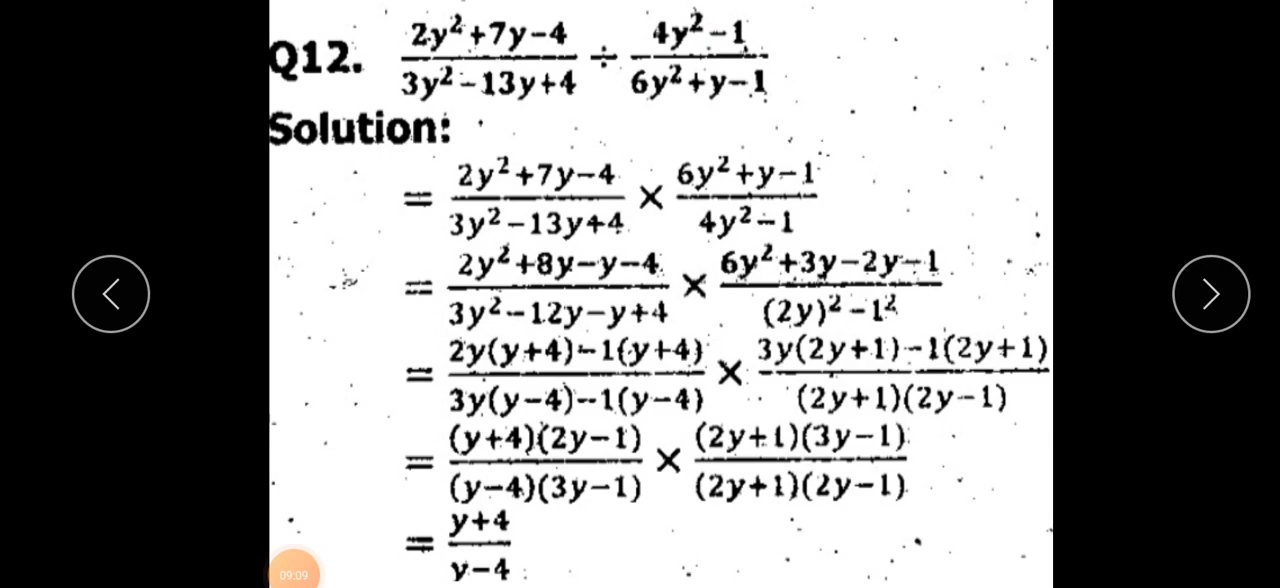 Q12. (2y²+7y−4)/(3y²−13y+4) ÷ (4y²−1)/(6y²+y−1)
Solution:
= (2y²+7y−4)/(3y²−13y+4) × (6y²+y−1)/(4y²−1)
= (2y²+8y−y−4)/(3y²−12y−y+4) × (6y²+3y−2y−1)/((2y)²−1²)
= (2y(y+4)−1(y+4))/(3y(y−4)−1(y−4)) × (3y(2y+1)−1(2y+1))/((2y+1)(2y−1))
= ((y+4)(2y−1))/((y−4)(3y−1)) × ((2y+1)(3y−1))/((2y+1)(2y−1))
= (y+4)/(y−4)
09:09